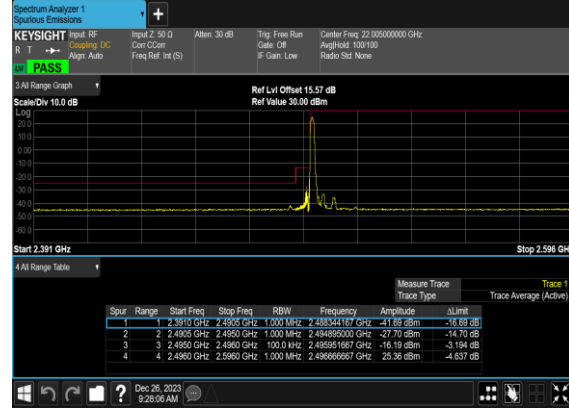 Spectrum Analyzer 1
Spurious Emissions
+
KEYSIGHT Input: RF Input Z: 50 Ω Atten: 30 dB Trig: Free Run Center Freq: 22.005000000 GHz
R T Coupling: DC Corr CCorr Gate: Off Avg|Hold: 100/100
Align: Auto Freq Ref: Int (S) IF Gain: Low Radio Std: None
LXI PASS
3 All Range Graph
Ref Lvl Offset 15.57 dB
Scale/Div 10.0 dB Ref Value 30.00 dBm
Log
20.0
10.0
0.00
-10.0
-20.0
-30.0
-40.0
-50.0
-60.0
Start 2.391 GHz Stop 2.596 GH
4 All Range Table
Measure Trace Trace 1
Trace Type Trace Average (Active)
Spur Range Start Freq Stop Freq RBW Frequency Amplitude ΔLimit
1 1 2.3910 GHz 2.4905 GHz 1.000 MHz 2.488344167 GHz -41.69 dBm -16.69 dB
2 2 2.4905 GHz 2.4950 GHz 1.000 MHz 2.494895000 GHz -27.70 dBm -14.70 dB
3 3 2.4950 GHz 2.4960 GHz 100.0 kHz 2.495951667 GHz -16.19 dBm -3.194 dB
4 4 2.4960 GHz 2.5960 GHz 1.000 MHz 2.496666667 GHz 25.36 dBm -4.637 dB
? Dec 26, 2023
9:28:06 AM